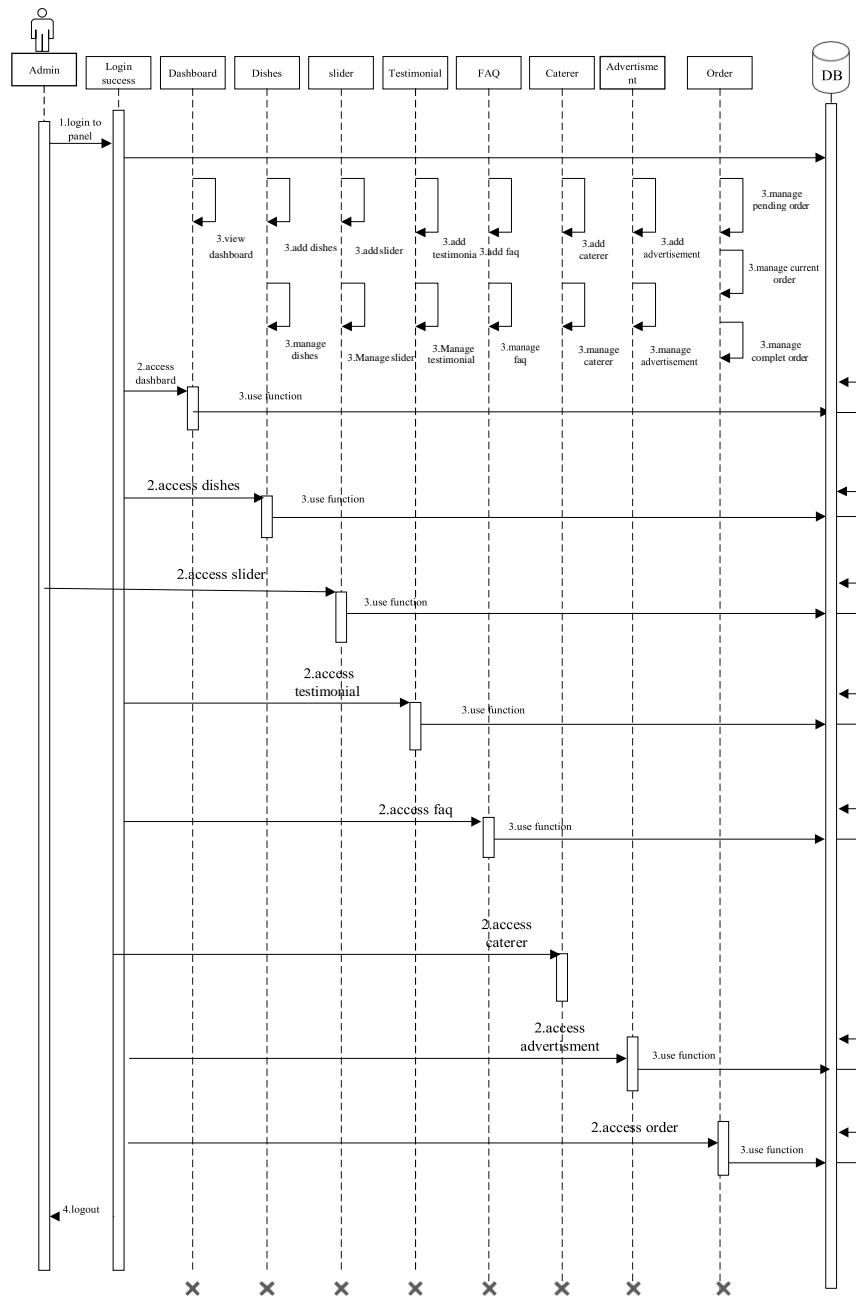 Admin
Login
success
Dashboard
Dishes
slider
Testimonial
FAQ
Caterer
Advertisme
nt
Order
DB
1.login to
panel
3.view
dashboard
3.add dishes
3.add slider
3.add
testimonia
3.add faq
3.add
caterer
3.add
advertisement
3.manage
pending order
3.manage current
order
3.manage
dishes
3.Manage slider
3.Manage
testimonial
3.manage
faq
3.manage
caterer
3.manage
advertisement
3.manage
complet order
2.access
dashbard
3.use function
2.access dishes
3.use function
2.access slider
3.use function
2.access
testimonial
3.use function
2.access faq
3.use function
2.access
caterer
2.access
advertisment
3.use function
2.access order
3.use function
4.logout